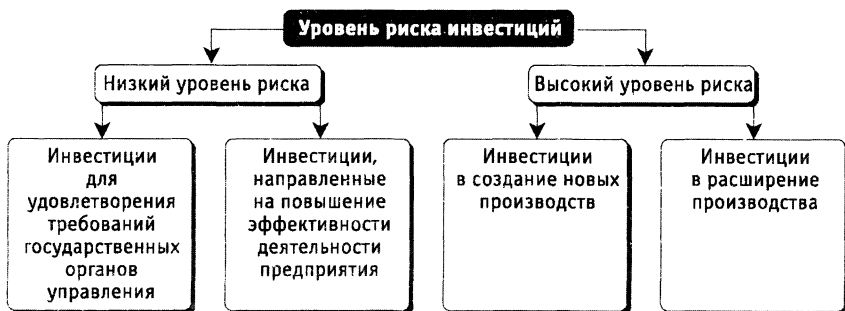 Уровень риска инвестиций
Низкий уровень риска
Высокий уровень риска
Инвестиции
для
удовлетворения
требований
государственных
органов
управления
Инвестиции,
направленные
на повышение
эффективности
деятельности
предприятия
Инвестиции
в создание новых
производств
Инвестиции
в расширение
производства